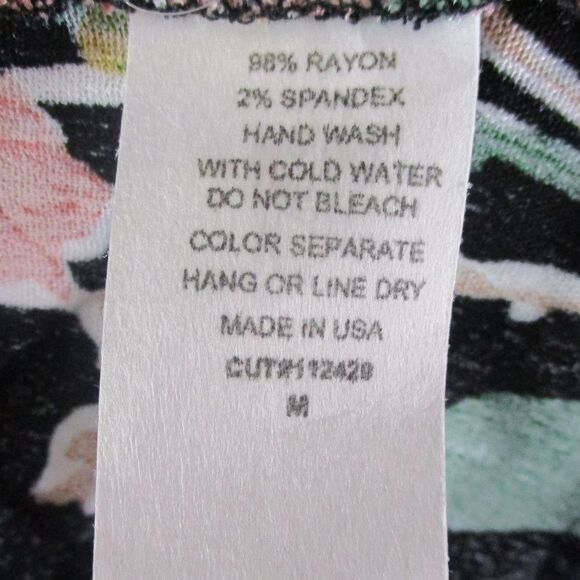 98% RAYON
2% SPANDEX
HAND WASH
WITH COLD WATER
DO NOT BLEACH
COLOR SEPARATE
HANG OR LINE DRY
MADE IN USA
CUT#112429
M